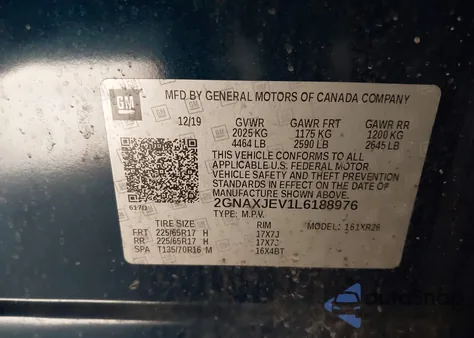 GM
MFD BY GENERAL MOTORS OF CANADA COMPANY
12/19 GVWR GAWR FRT GAWR RR
2025 KG 1175 KG 1200 KG
4464 LB 2590 LB 2645 LB
THIS VEHICLE CONFORMS TO ALL
APPLICABLE U.S. FEDERAL MOTOR
VEHICLE SAFETY AND THEFT PREVENTION
STANDARDS IN EFFECT ON THE DATE OF
MANUFACTURE SHOWN ABOVE.
2GNAXJEV1L6188976
617D TYPE: M.P.V. MODEL: 161XR26
TIRE SIZE RIM
FRT 225/65R17 H 17X7J
RR 225/65R17 H 17X7J
SPA T135/70R16 M 16X4BT
autosnap